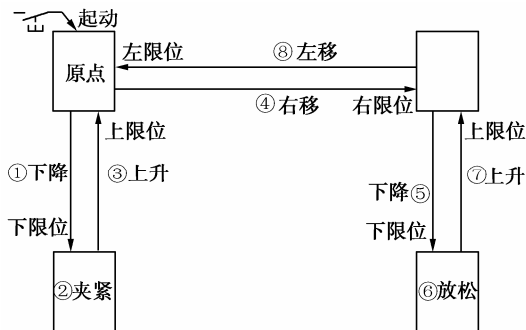 起动
左限位
⑧左移
原点
④右移
右限位
上限位
上限位
①下降
③上升
下降⑤
⑦上升
下限位
下限位
②夹紧
⑥放松